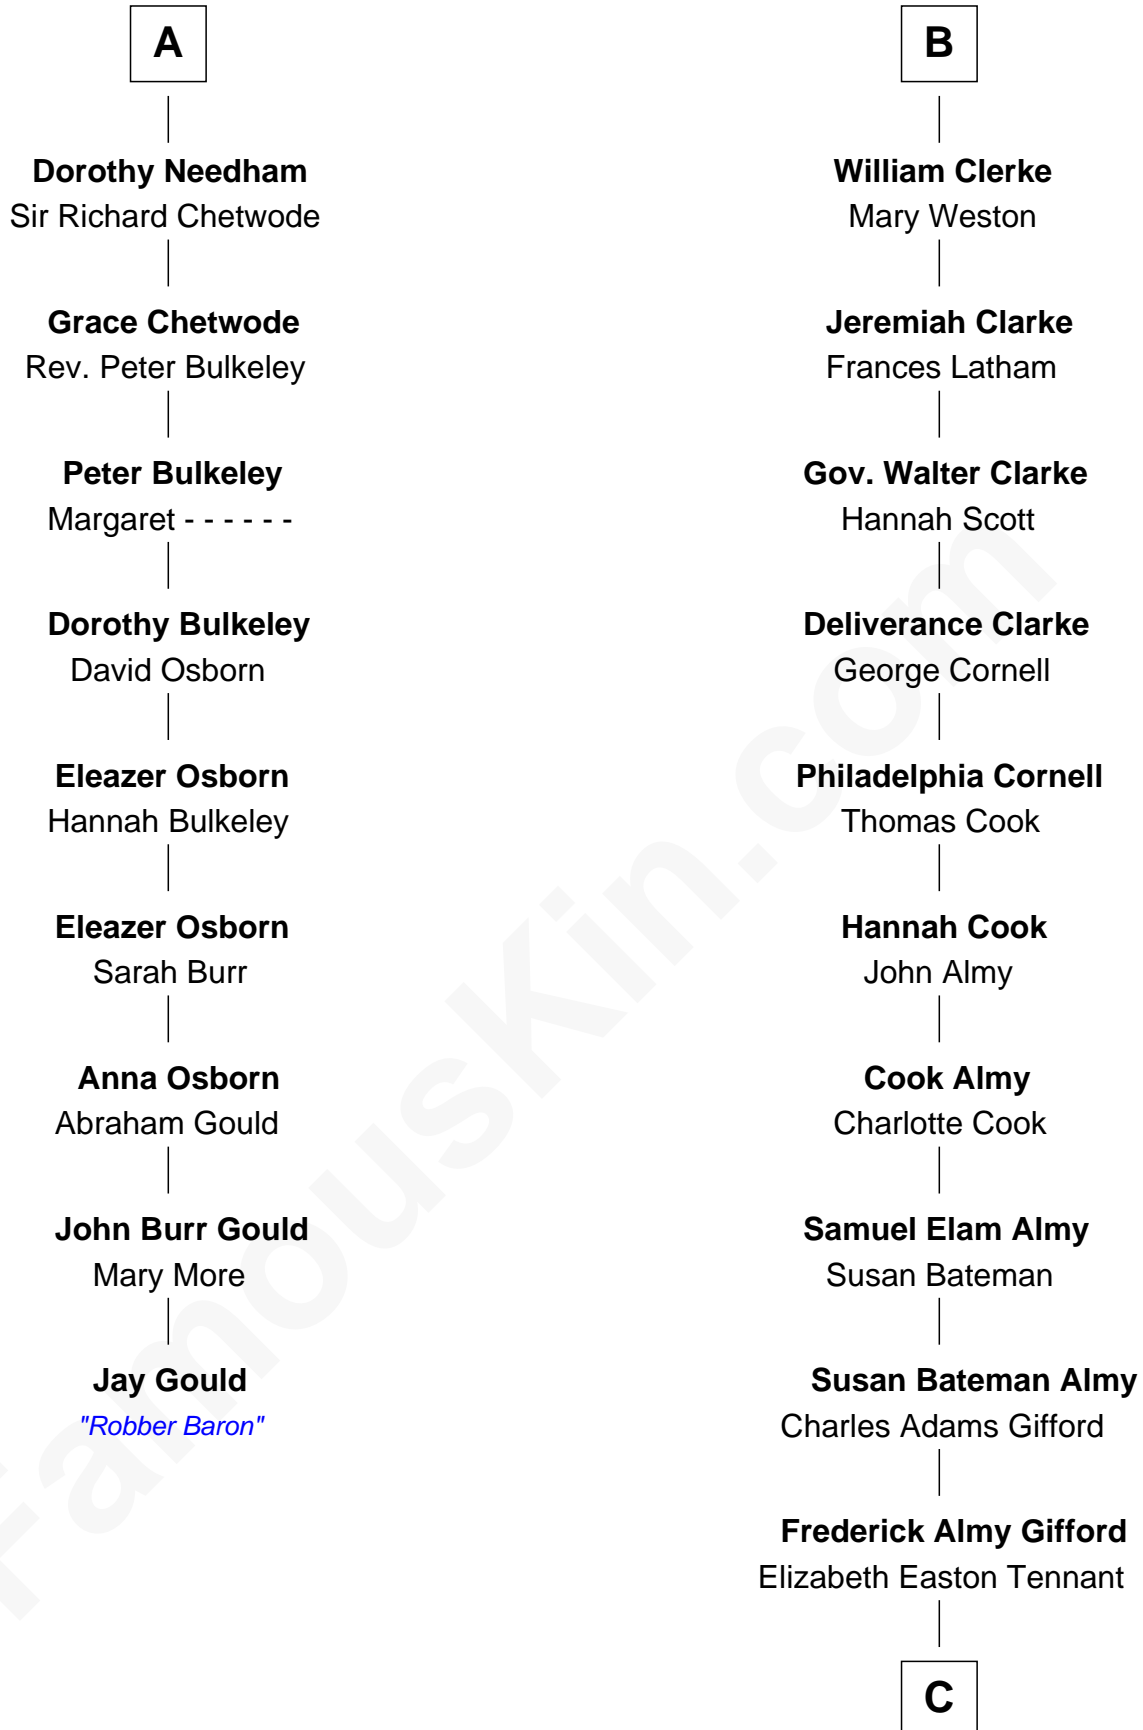 A
Dorothy Needham
Sir Richard Chetwode
Grace Chetwode
Rev. Peter Bulkeley
Peter Bulkeley
Margaret - - - - - -
Dorothy Bulkeley
David Osborn
Eleazer Osborn
Hannah Bulkeley
Eleazer Osborn
Sarah Burr
Anna Osborn
Abraham Gould
John Burr Gould
Mary More
Jay Gould
"Robber Baron"
B
William Clerke
Mary Weston
Jeremiah Clarke
Frances Latham
Gov. Walter Clarke
Hannah Scott
Deliverance Clarke
George Cornell
Philadelphia Cornell
Thomas Cook
Hannah Cook
John Almy
Cook Almy
Charlotte Cook
Samuel Elam Almy
Susan Bateman
Susan Bateman Almy
Charles Adams Gifford
Frederick Almy Gifford
Elizabeth Easton Tennant
C
FamousKin.com